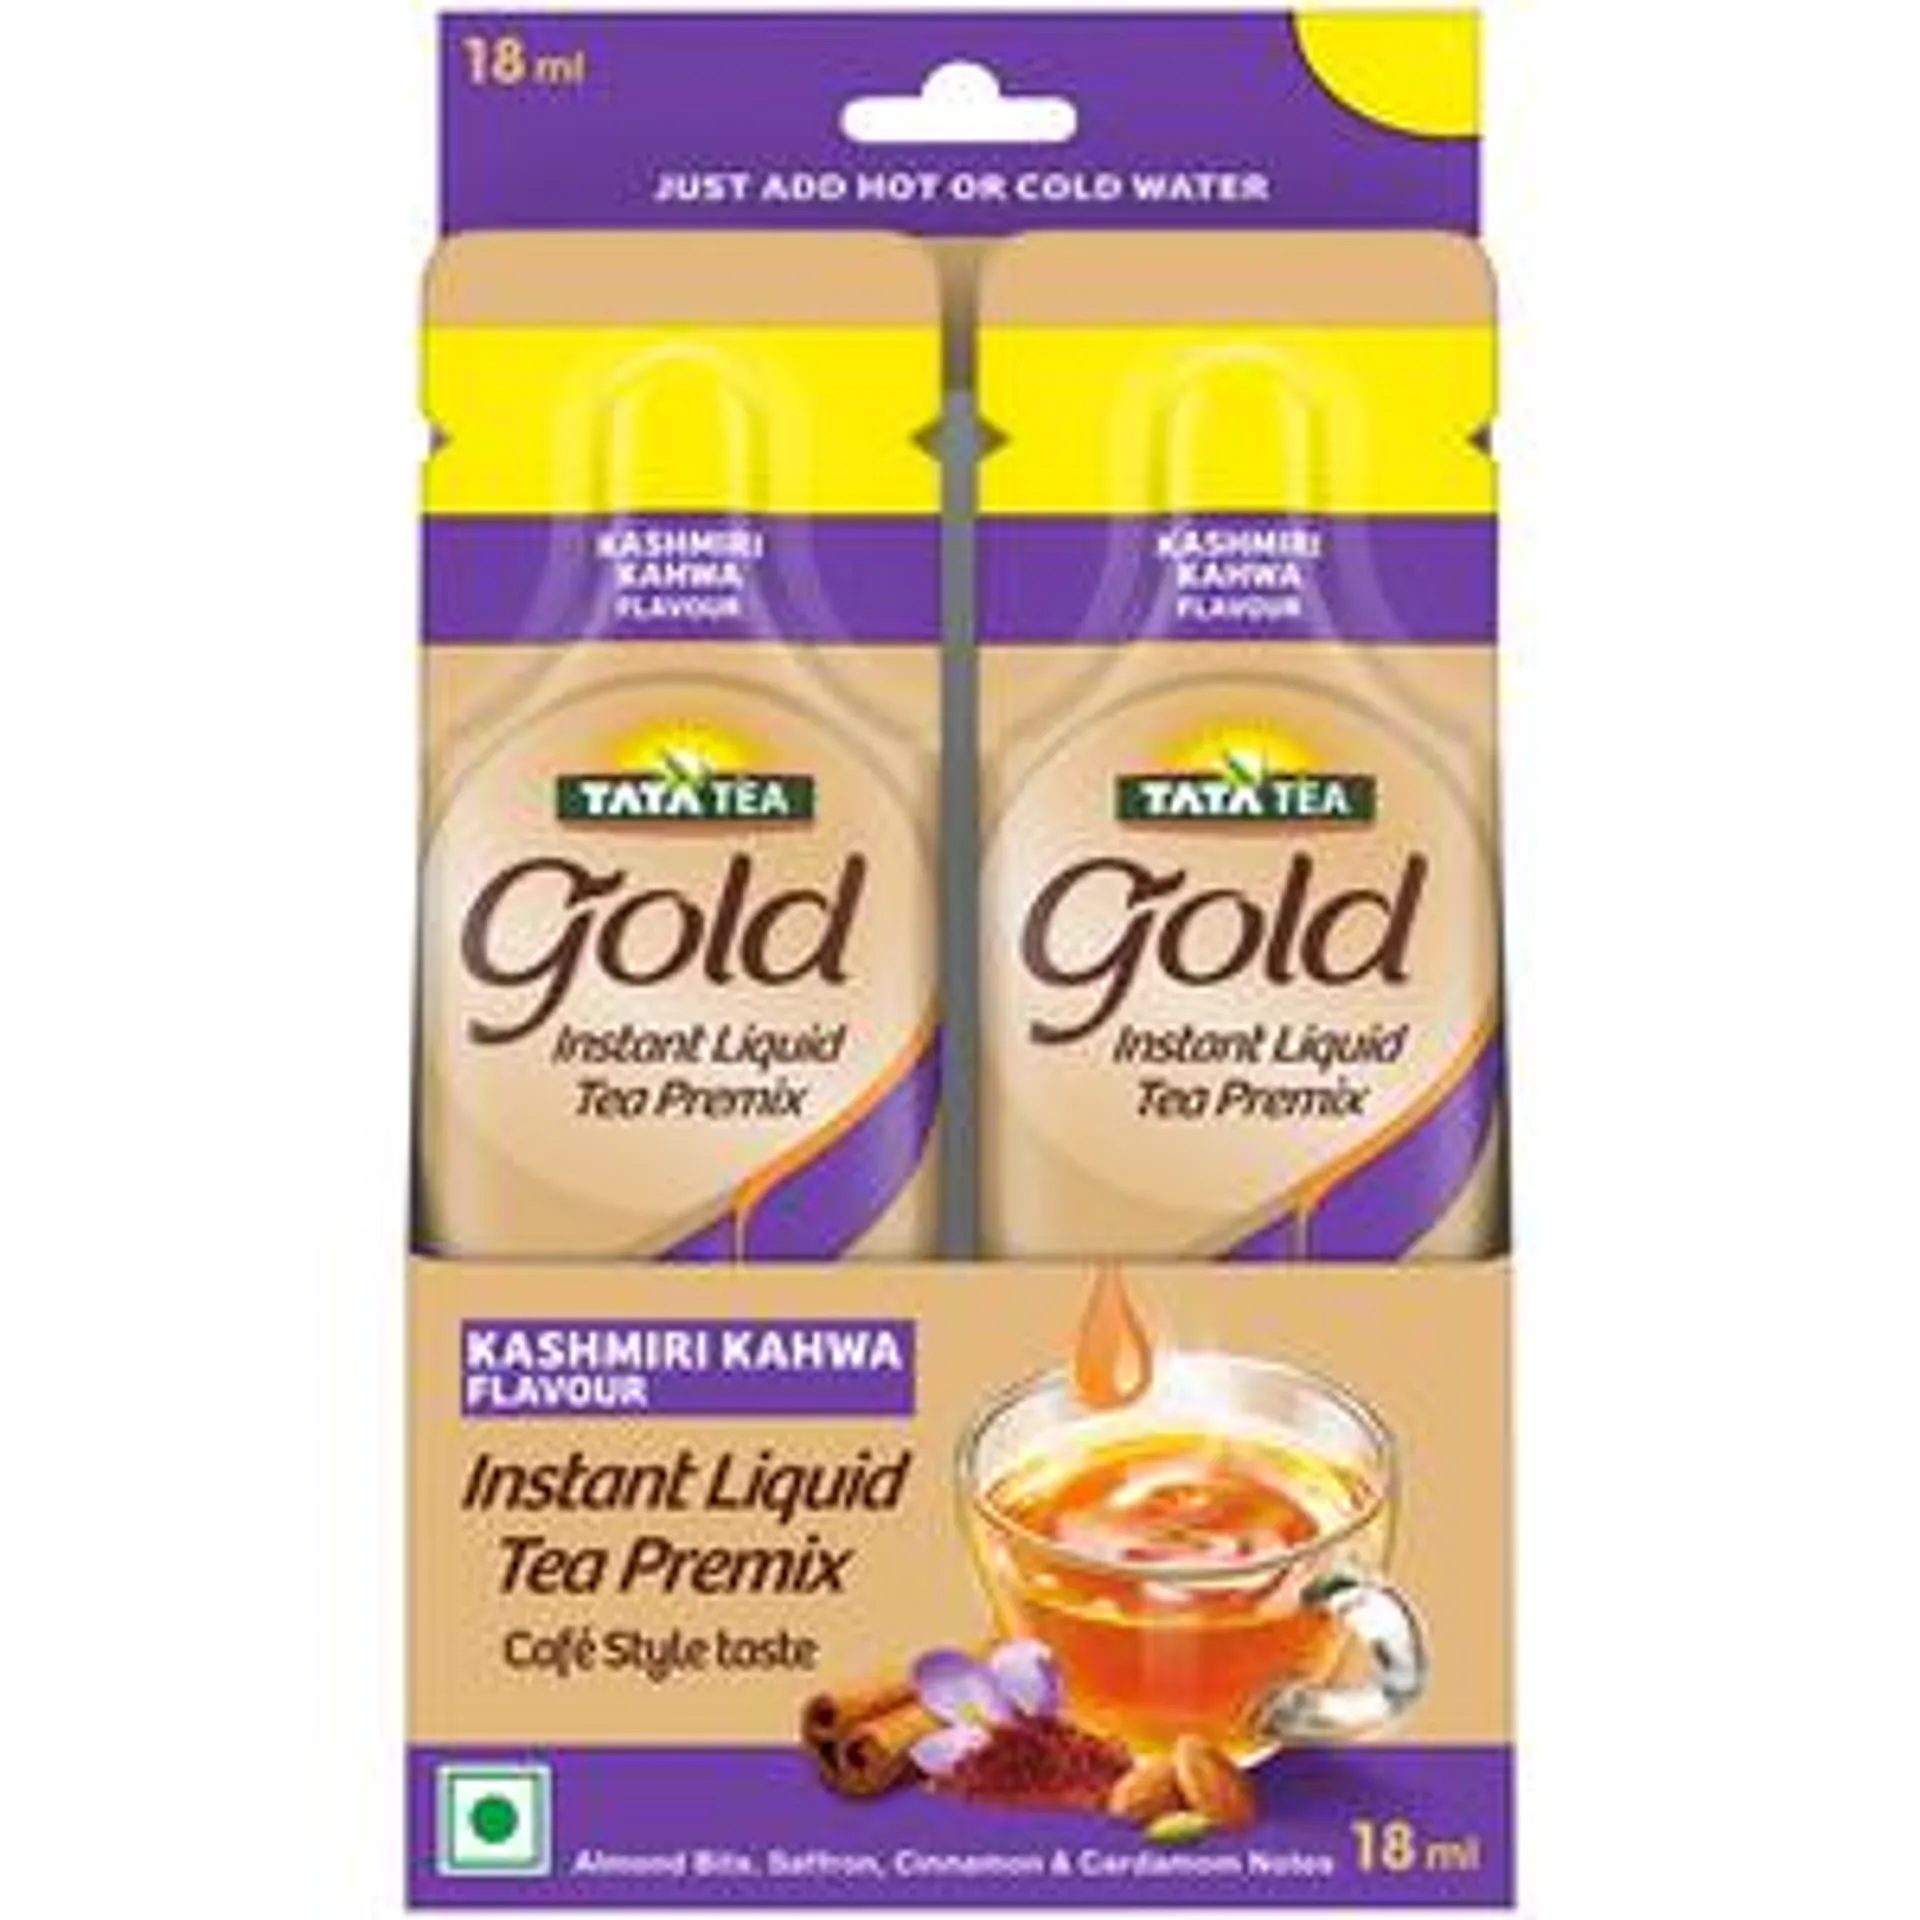 18 ml
JUST ADD HOT OR COLD WATER
KASHMIRI
KAHWA
FLAVOUR
TATA TEA
Gold
Instant Liquid
Tea Premix
KASHMIRI
KAHWA
FLAVOUR
TATA TEA
Gold
Instant Liquid
Tea Premix
KASHMIRI KAHWA
FLAVOUR
Instant Liquid
Tea Premix
Café Style taste
Almond Bits, Saffron, Cinnamon & Cardamom Notes
18 ml